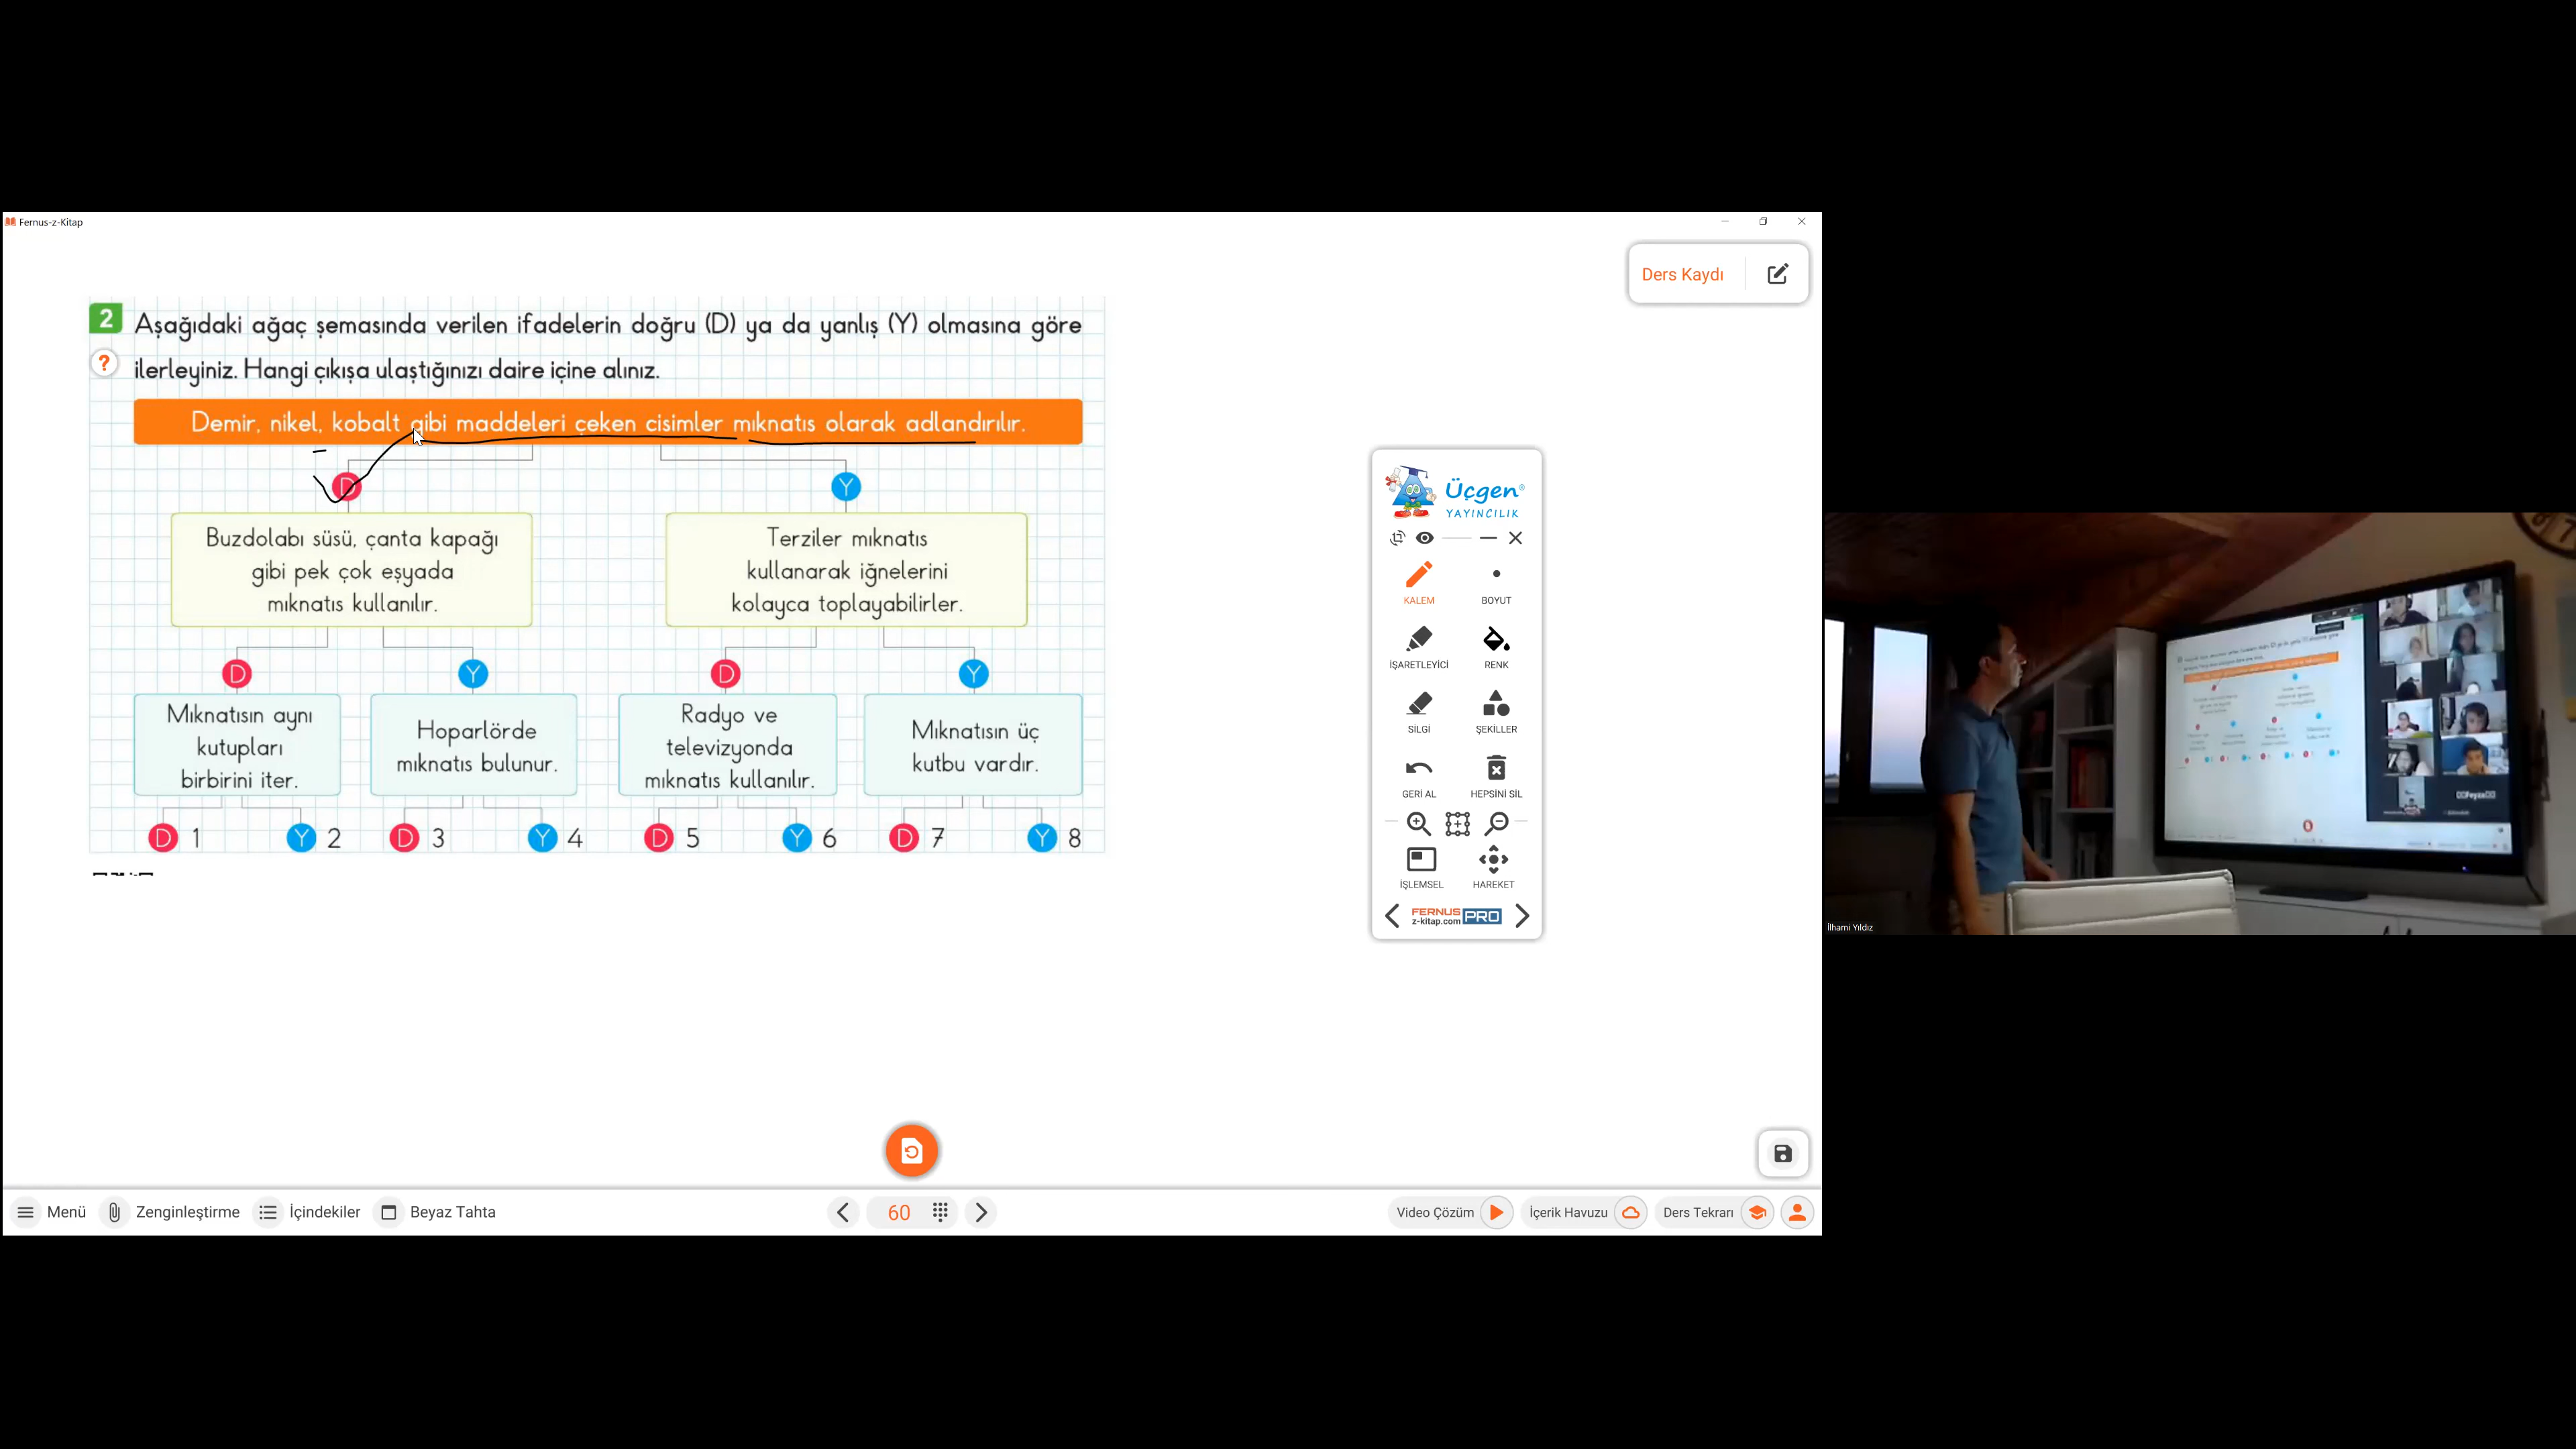 Fernus-z-Kitap
Ders Kaydı
2 Aşağıdaki ağaç şemasında verilen ifadelerin doğru (D) ya da yanlış (Y) olmasına göre
? ilerleyiniz. Hangi çıkışa ulaştığınızı daire içine alınız.
Demir, nikel, kobalt gibi maddeleri çeken cisimler mıknatıs olarak adlandırılır.
D Y
Buzdolabı süsü, çanta kapağı
gibi pek çok eşyada
mıknatıs kullanılır.
Terziler mıknatıs
kullanarak iğnelerini
kolayca toplayabilirler.
D Y D Y
Mıknatısın aynı
kutupları
birbirini iter.
Hoparlörde
mıknatıs bulunur.
Radyo ve
televizyonda
mıknatıs kullanılır.
Mıknatısın üç
kutbu vardır.
D 1 Y 2 D 3 Y 4 D 5 Y 6 D 7 Y 8
Üçgen®
YAYINCILIK
KALEM BOYUT
İŞARETLEYİCİ RENK
SİLGİ ŞEKİLLER
GERİ AL HEPSİNİ SİL
İŞLEMSEL HAREKET
FERNUS PRO
z-kitap.com
İlhami Yıldız
Menü Zenginleştirme İçindekiler Beyaz Tahta 60 Video Çözüm İçerik Havuzu Ders Tekrarı